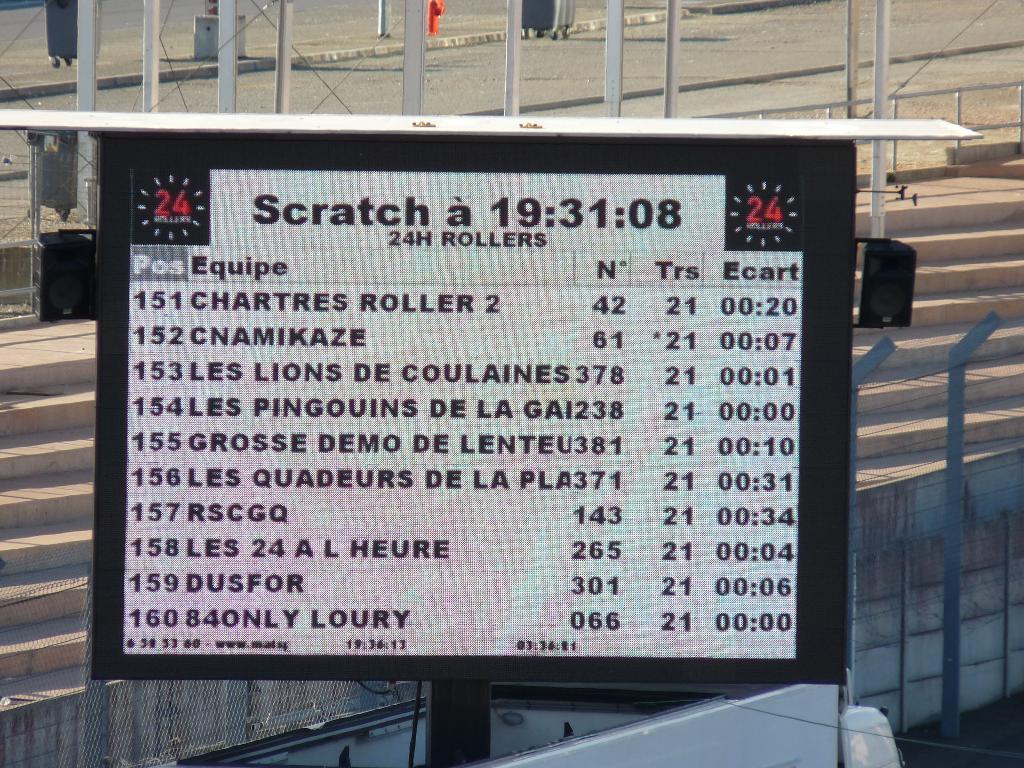 24 ROLLERS
Scratch à 19:31:08
24 ROLLERS
24H ROLLERS
Pos Equipe N° Trs Ecart
151 CHARTRES ROLLER 2 42 21 00:20
152 CNAMIKAZE 61 *21 00:07
153 LES LIONS DE COULAINES 378 21 00:01
154 LES PINGOUINS DE LA GAI 238 21 00:00
155 GROSSE DEMO DE LENTEU 381 21 00:10
156 LES QUADEURS DE LA PLA 371 21 00:31
157 RSCGQ 143 21 00:34
158 LES 24 A L HEURE 265 21 00:04
159 DUSFOR 301 21 00:06
160 84ONLY LOURY 066 21 00:00
19:36:13